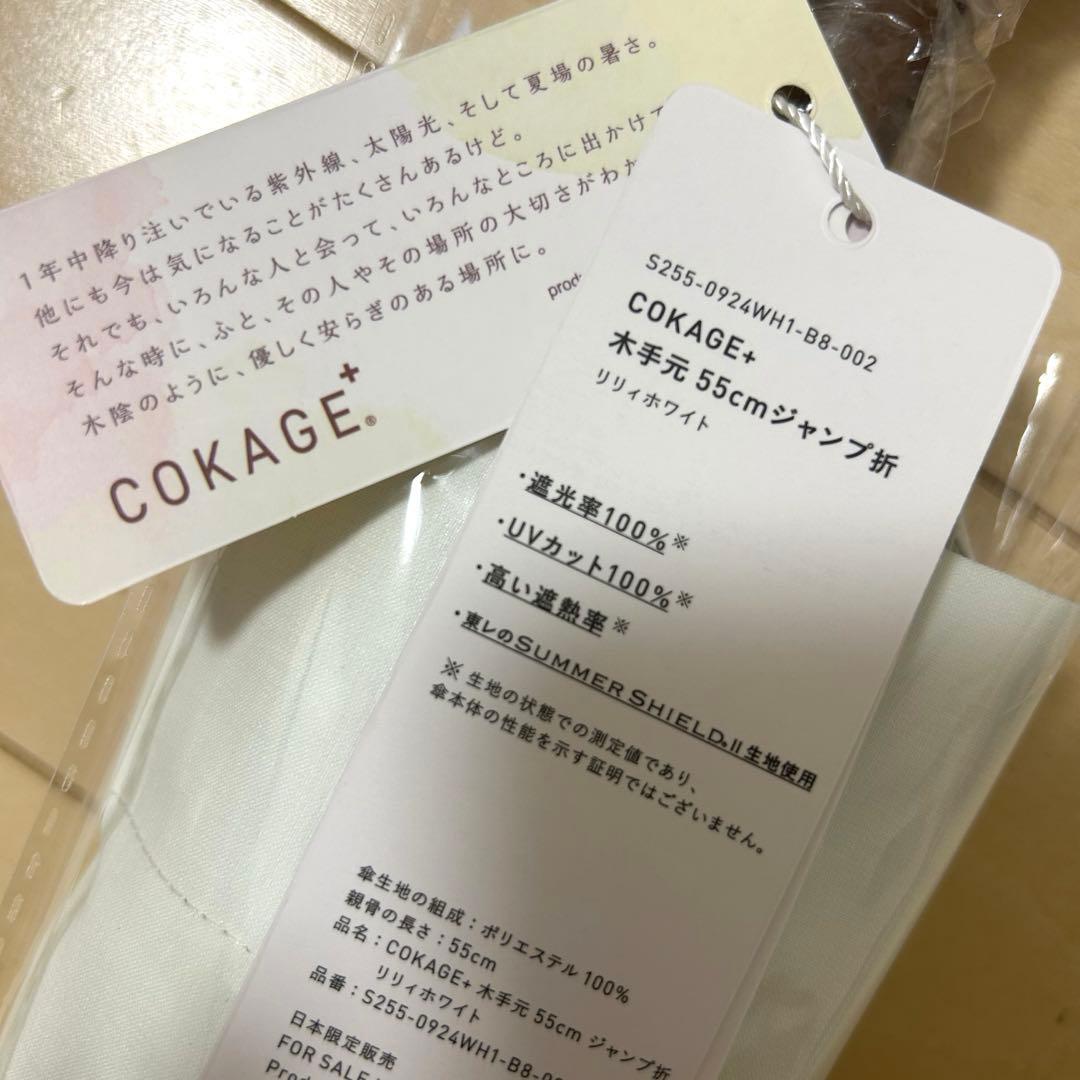 1年中降り注いでいる紫外線、太陽光、そして夏場の暑さ。
他にも今は気になることがたくさんあるけど。
それでも、いろんな人と会って、いろんなところに出かけて
そんな時に、ふと、その人やその場所の大切さがわか
木陰のように、優しく安らぎのある場所に。
COKAGE+®
S255-0924WH1-B8-002
COKAGE+
木手元 55cmジャンプ折
リリィホワイト
・遮光率100%※
・UVカット100%※
・高い遮熱率※
・東レのSUMMER SHIELD®II生地使用
※生地の状態での測定値であり、
傘本体の性能を示す証明ではございません。
傘生地の組成：ポリエステル100%
親骨の長さ：55cm
品名：COKAGE+ 木手元 55cm ジャンプ折
リリィホワイト
品番：S255-0924WH1-B8-
日本限定販売
FOR SALE